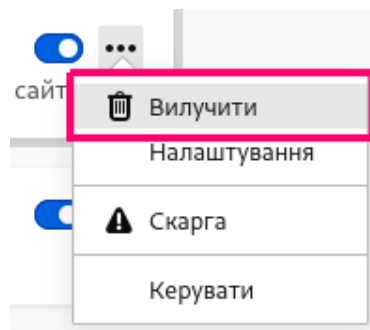 сайт
Вилучити
Налаштування
Скарга
Керувати